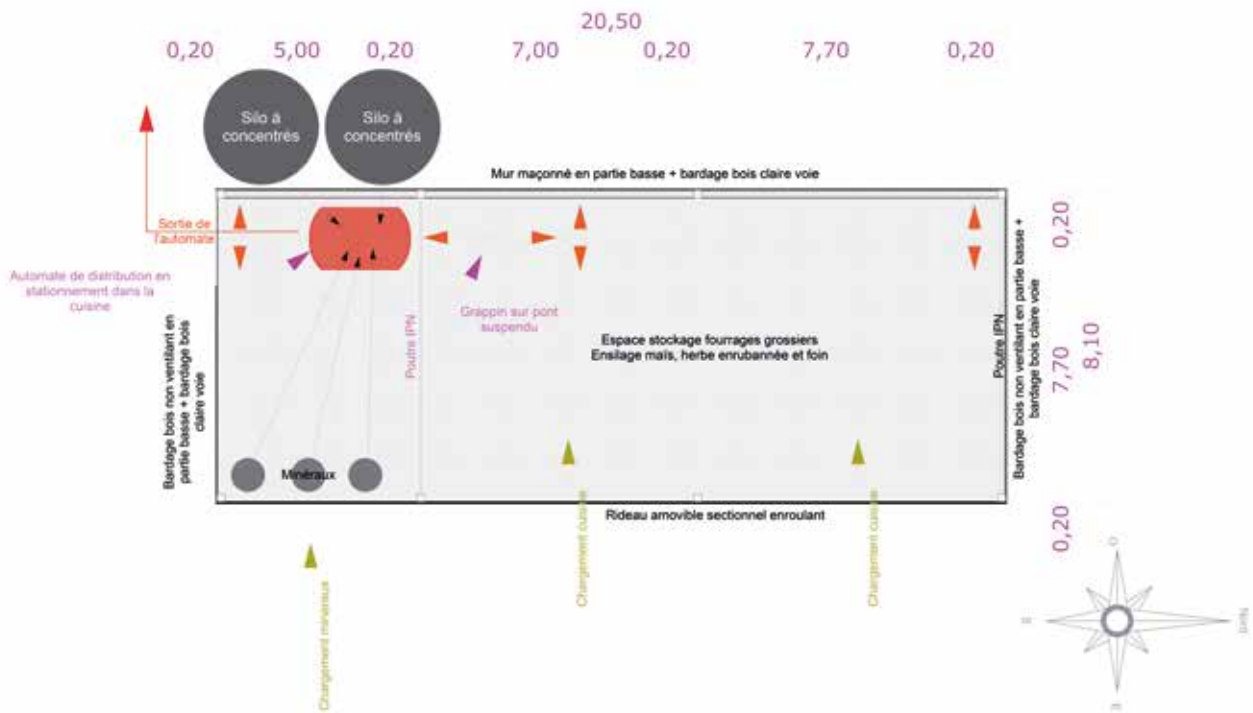 20,50
0,20 5,00 0,20 7,00 0,20 7,70 0,20
Silo à
concentrés
Silo à
concentrés
Mur maçonné en partie basse + bardage bois claire voie
Sortie de
l'automate
Automate de distribution en
stationnement dans la
cuisine
Bardage bois non ventilant en
partie basse + bardage bois
claire voie
Poutre IPN
Grappin sur pont
suspendu
Espace stockage fourrages grossiers
Ensilage maïs, herbe enrubannée et foin
Poutre IPN
Bardage bois non ventilant en partie basse +
bardage bois claire voie
0,20
7,70
8,10
0,20
Minéraux
Rideau amovible sectionnel enroulant
Chargement minéraux
Chargement cuisine
Chargement cuisine
O
Nord
E